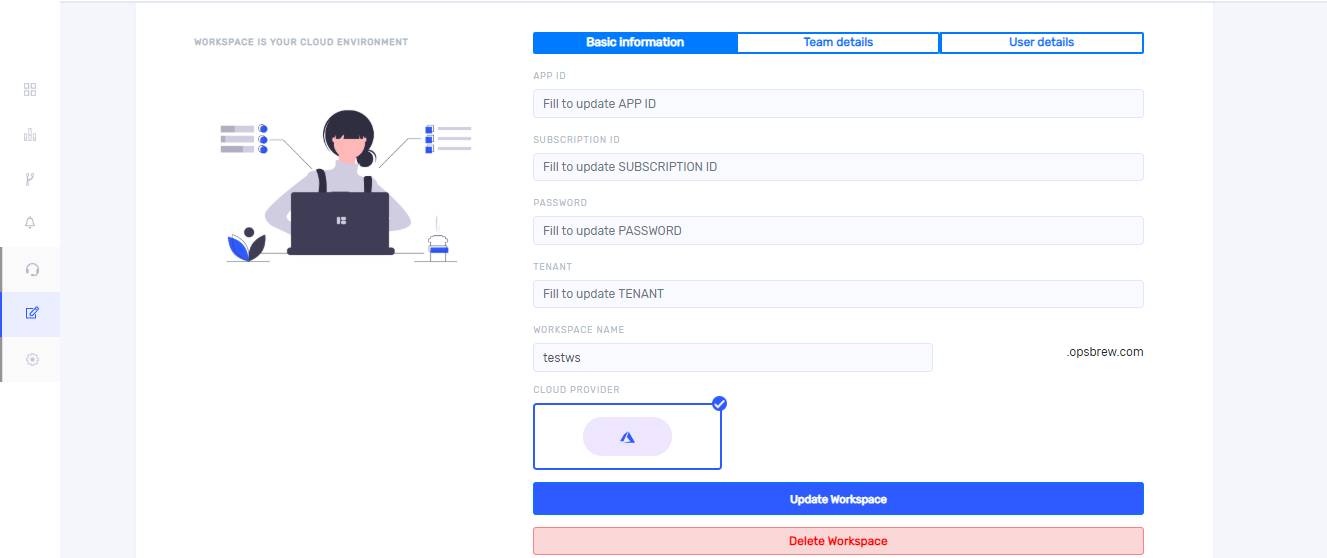 WORKSPACE IS YOUR CLOUD ENVIRONMENT
Basic information
Team details
User details
APP ID
Fill to update APP ID
SUBSCRIPTION ID
Fill to update SUBSCRIPTION ID
PASSWORD
Fill to update PASSWORD
TENANT
Fill to update TENANT
WORKSPACE NAME
testws
.opsbrew.com
CLOUD PROVIDER
Update Workspace
Delete Workspace